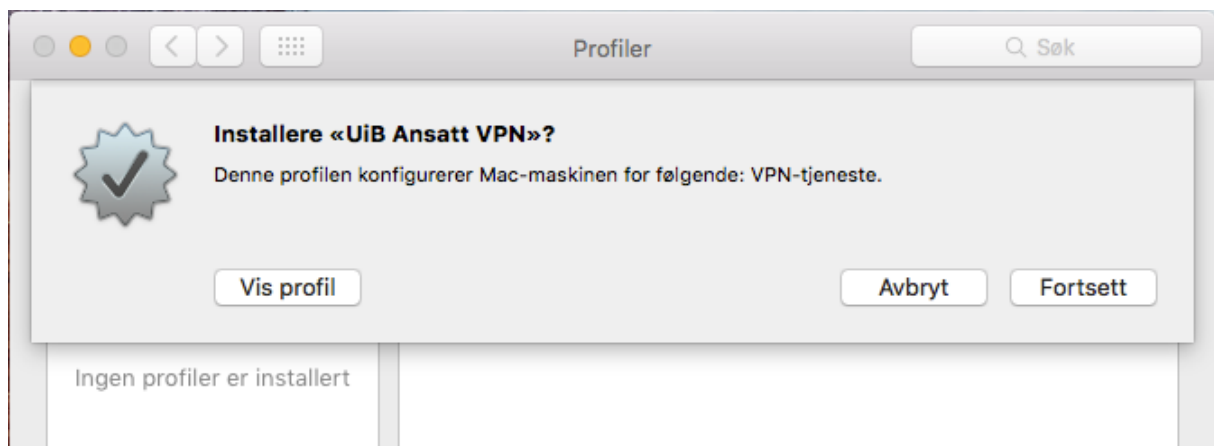 Profiler
Søk
Installere «UiB Ansatt VPN»?
Denne profilen konfigurerer Mac-maskinen for følgende: VPN-tjeneste.
Vis profil
Avbryt
Fortsett
Ingen profiler er installert